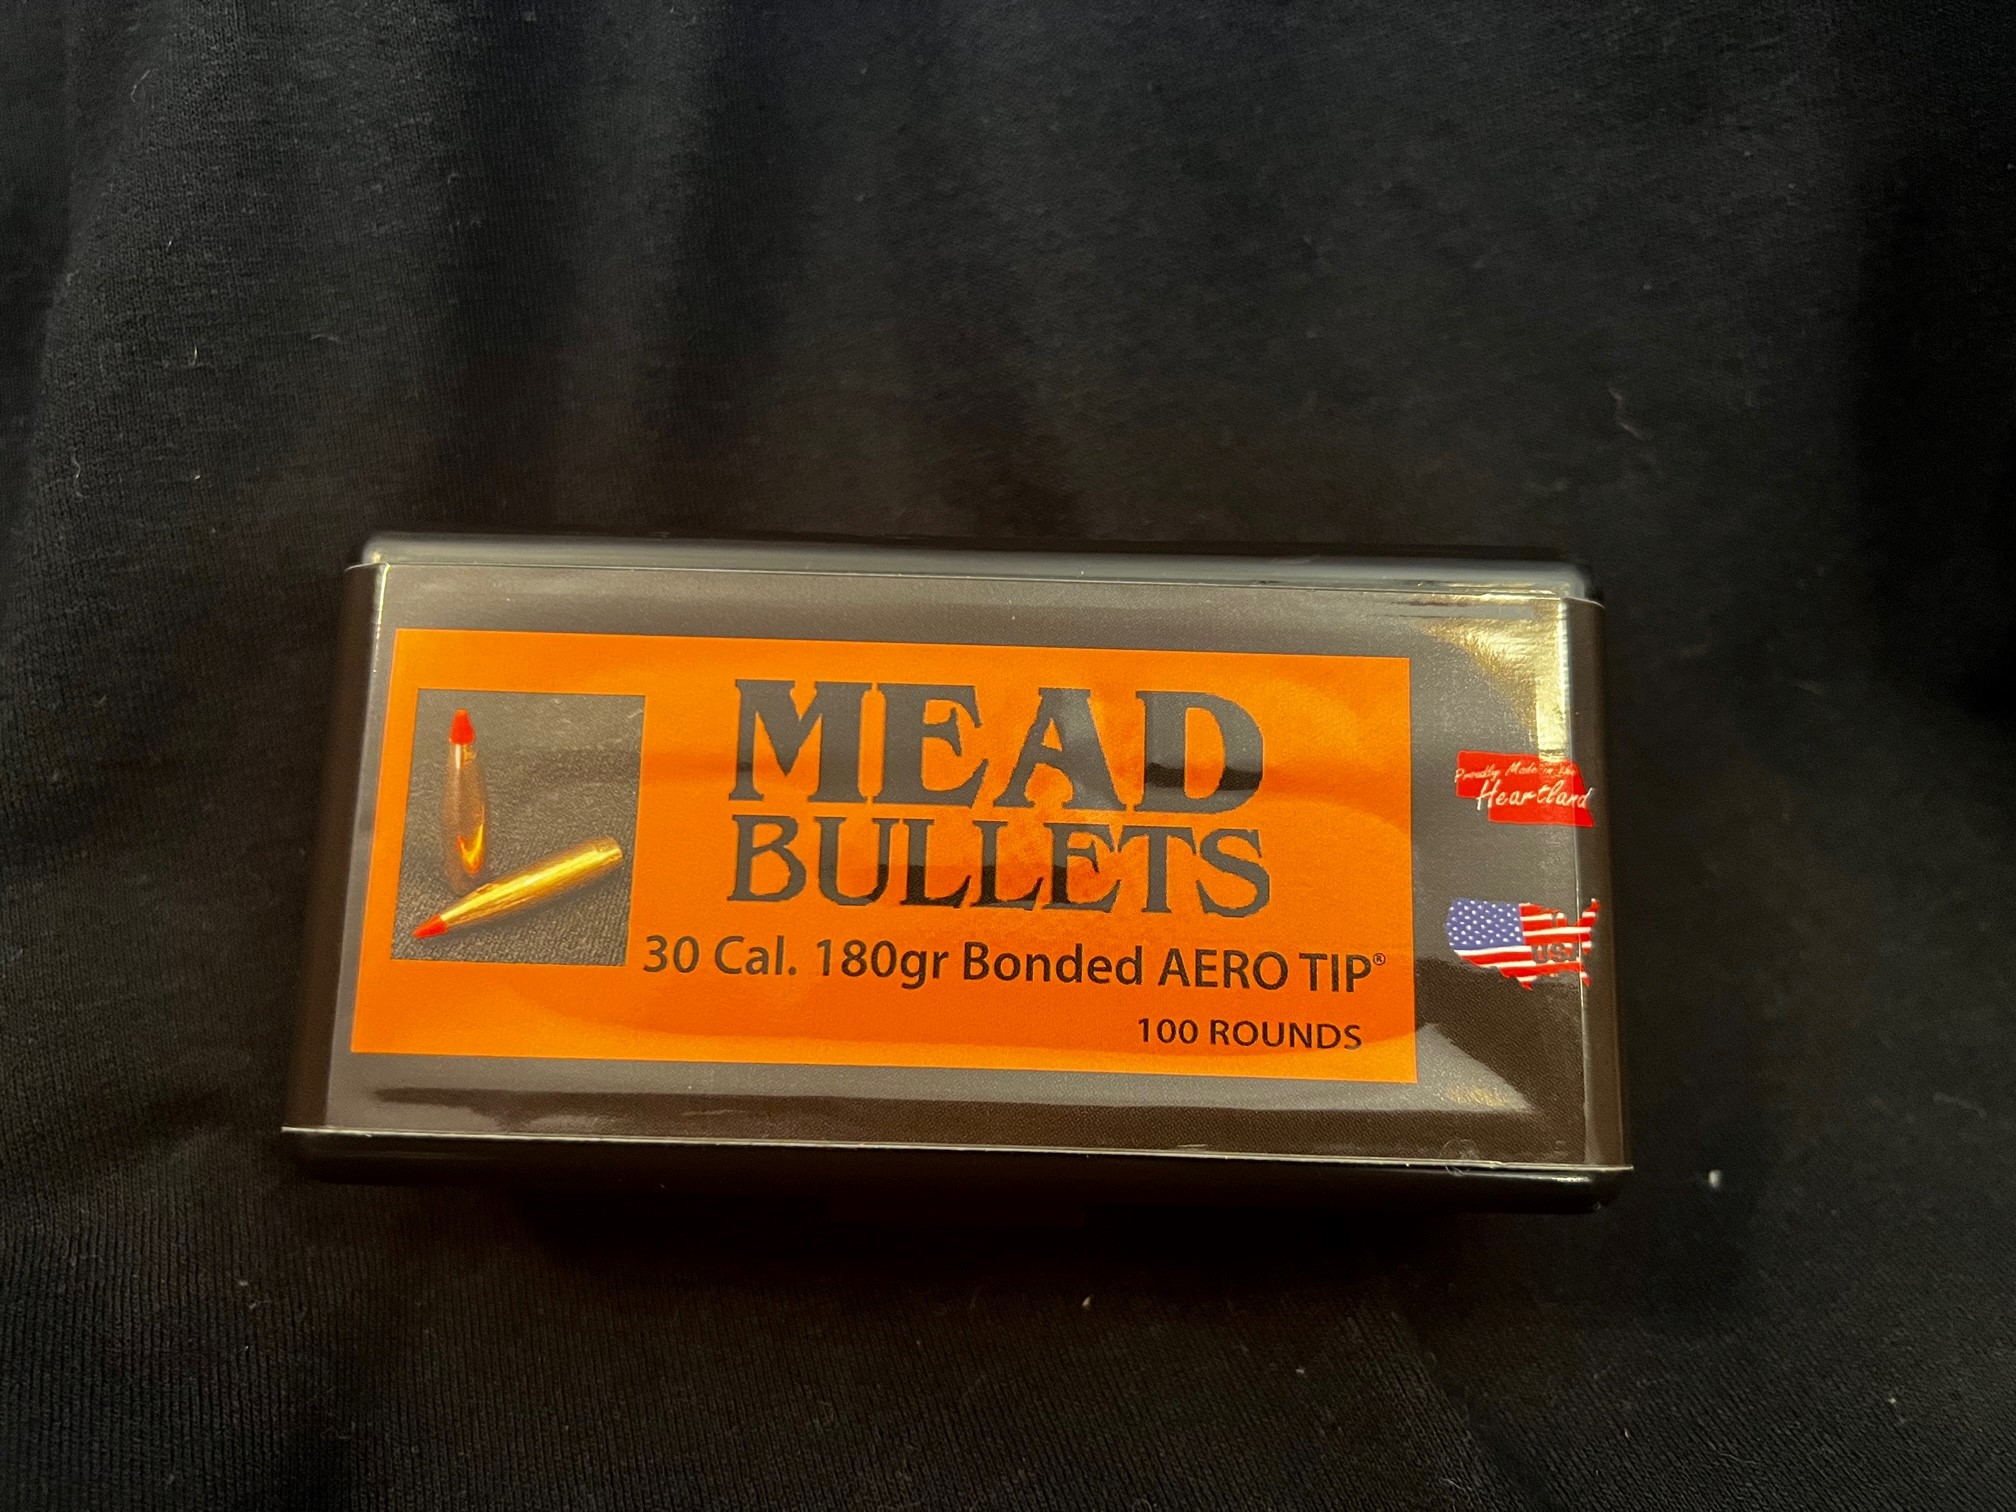 MEAD
BULLETS
30 Cal. 180gr Bonded AERO TIP®
100 ROUNDS
Proudly Made in the
Heartland
USA